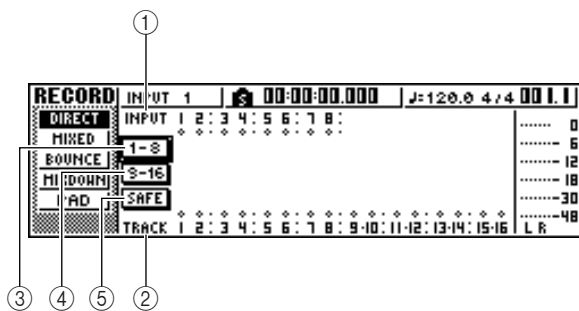 ①
RECORD INPUT 1 S 00:00:00.000 ♩=120.0 4/4 001.1
DIRECT INPUT 1 2 3 4 5 6 7 8 0
MIXED 1-8 6
BOUNCE 12
MIXDOWN 9-16 18
PAD SAFE 30
48
TRACK 1 2 3 4 5 6 7 8 9-10 11-12 13-14 15-16 L R
③ ④ ⑤ ②